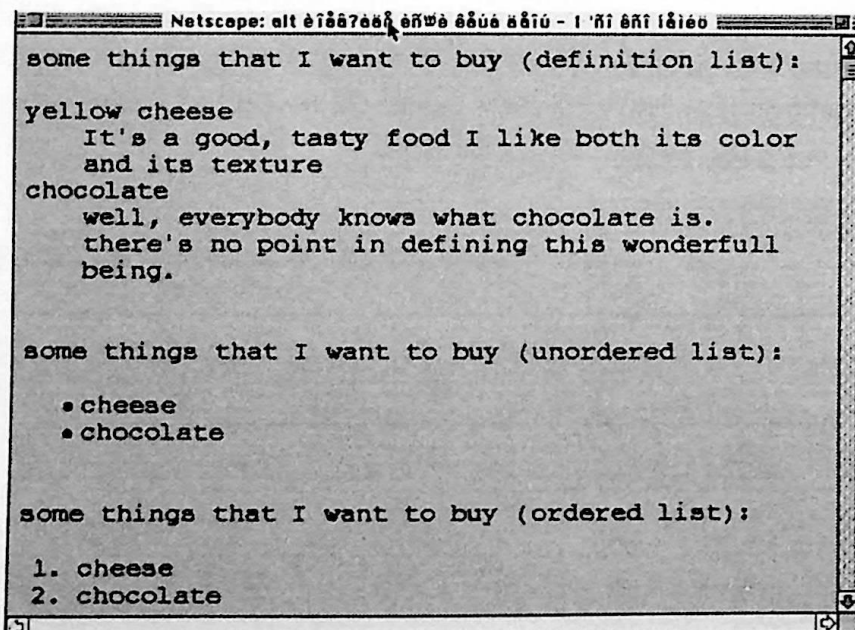 Netscape: alt
some things that I want to buy (definition list):
yellow cheese
It's a good, tasty food I like both its color
and its texture
chocolate
well, everybody knows what chocolate is.
there's no point in defining this wonderfull
being.
some things that I want to buy (unordered list):
• cheese
• chocolate
some things that I want to buy (ordered list):
1. cheese
2. chocolate